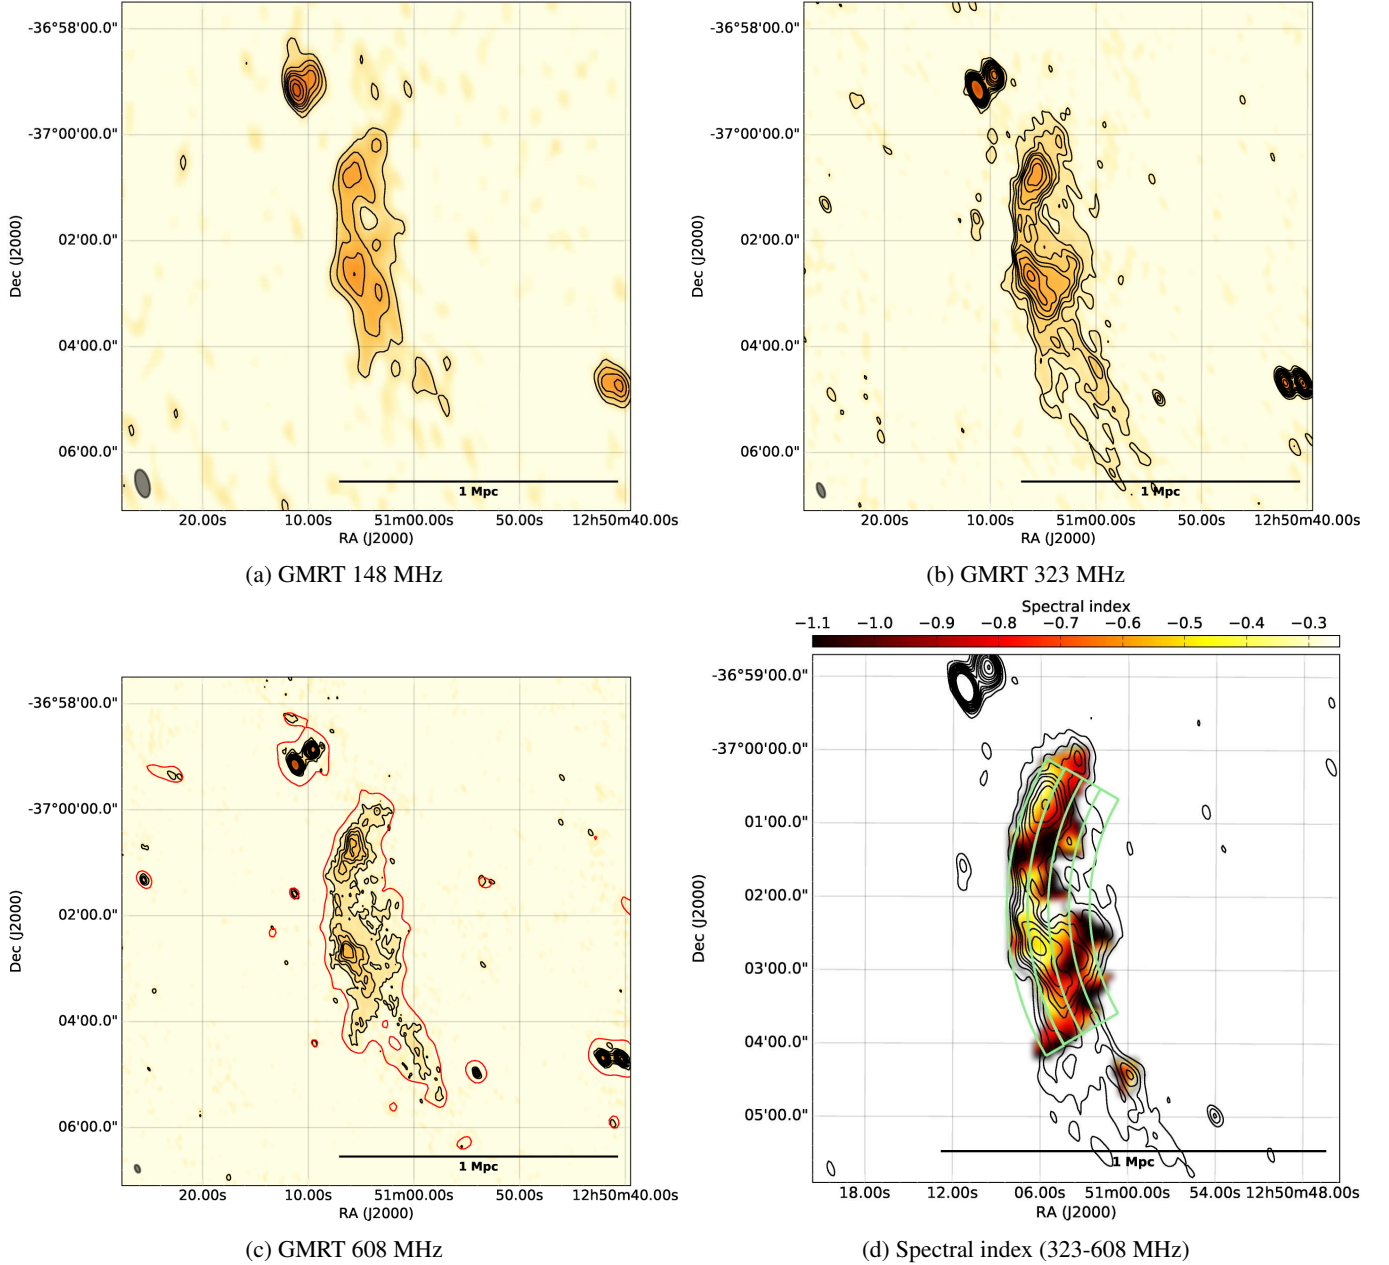 -36°58'00.0"
-37°00'00.0"
02'00.0"
04'00.0"
06'00.0"
Dec (J2000)
1 Mpc
20.00s 10.00s 51m00.00s 50.00s 12h50m40.00s
RA (J2000)
(a) GMRT 148 MHz
-36°58'00.0"
-37°00'00.0"
02'00.0"
04'00.0"
06'00.0"
Dec (J2000)
1 Mpc
20.00s 10.00s 51m00.00s 50.00s 12h50m40.00s
RA (J2000)
(b) GMRT 323 MHz
-36°58'00.0"
-37°00'00.0"
02'00.0"
04'00.0"
06'00.0"
Dec (J2000)
1 Mpc
20.00s 10.00s 51m00.00s 50.00s 12h50m40.00s
RA (J2000)
(c) GMRT 608 MHz
Spectral index
−1.1 −1.0 −0.9 −0.8 −0.7 −0.6 −0.5 −0.4 −0.3
-36°59'00.0"
-37°00'00.0"
01'00.0"
02'00.0"
03'00.0"
04'00.0"
05'00.0"
Dec (J2000)
1 Mpc
18.00s 12.00s 06.00s 51m00.00s 54.00s 12h50m48.00s
RA (J2000)
(d) Spectral index (323-608 MHz)